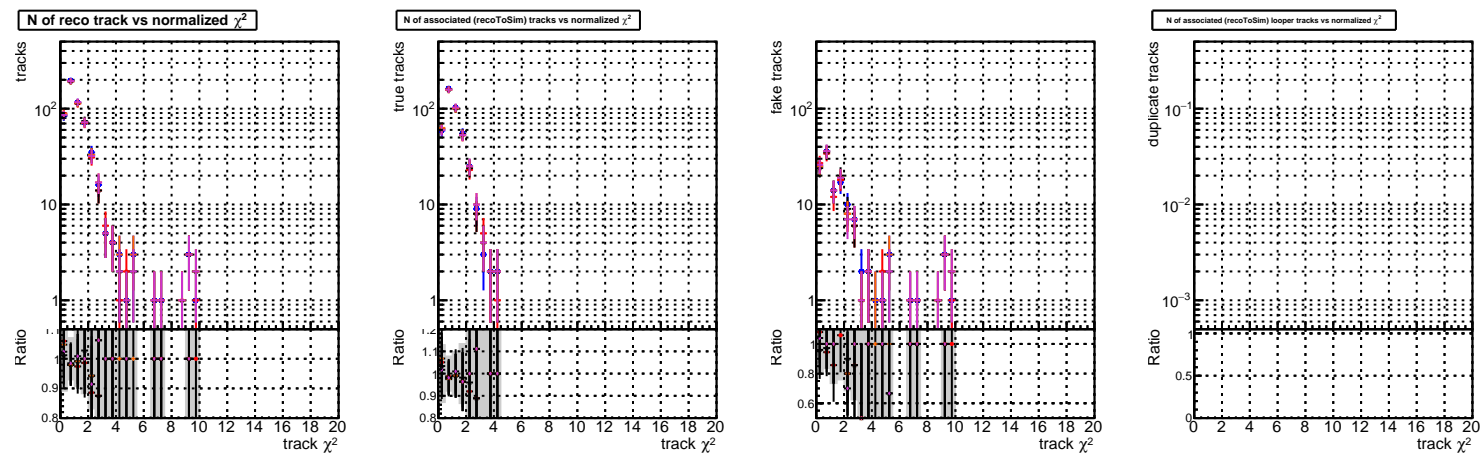 N of reco track vs normalized χ²
tracks
10²
10
1
Ratio
1.1
1
0.9
0.8
0 2 4 6 8 10 12 14 16 18 20
track χ²
N of associated (recoToSim) tracks vs normalized χ²
true tracks
10²
10
1
Ratio
1.2
1.1
1
0.9
0.8
0 2 4 6 8 10 12 14 16 18 20
track χ²
fake tracks
10²
10
1
Ratio
1
0.8
0.6
0 2 4 6 8 10 12 14 16 18 20
track χ²
N of associated (recoToSim) looper tracks vs normalized χ²
duplicate tracks
10⁻¹
10⁻²
10⁻³
Ratio
1
0.5
0
0 2 4 6 8 10 12 14 16 18 20
track χ²